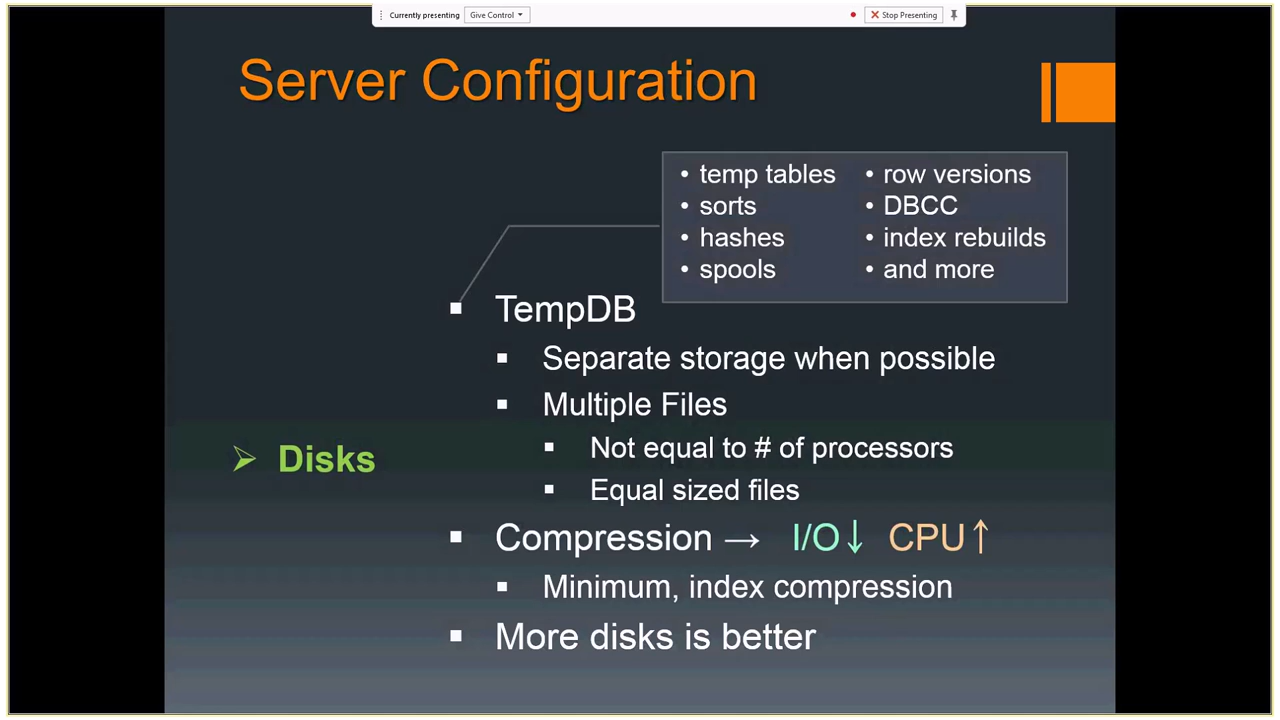 Currently presenting Give Control Stop Presenting
Server Configuration
• temp tables • row versions
• sorts • DBCC
• hashes • index rebuilds
• spools • and more
▪ TempDB
▪ Separate storage when possible
▪ Multiple Files
▪ Not equal to # of processors
➢ Disks
▪ Equal sized files
▪ Compression → I/O↓ CPU↑
▪ Minimum, index compression
▪ More disks is better